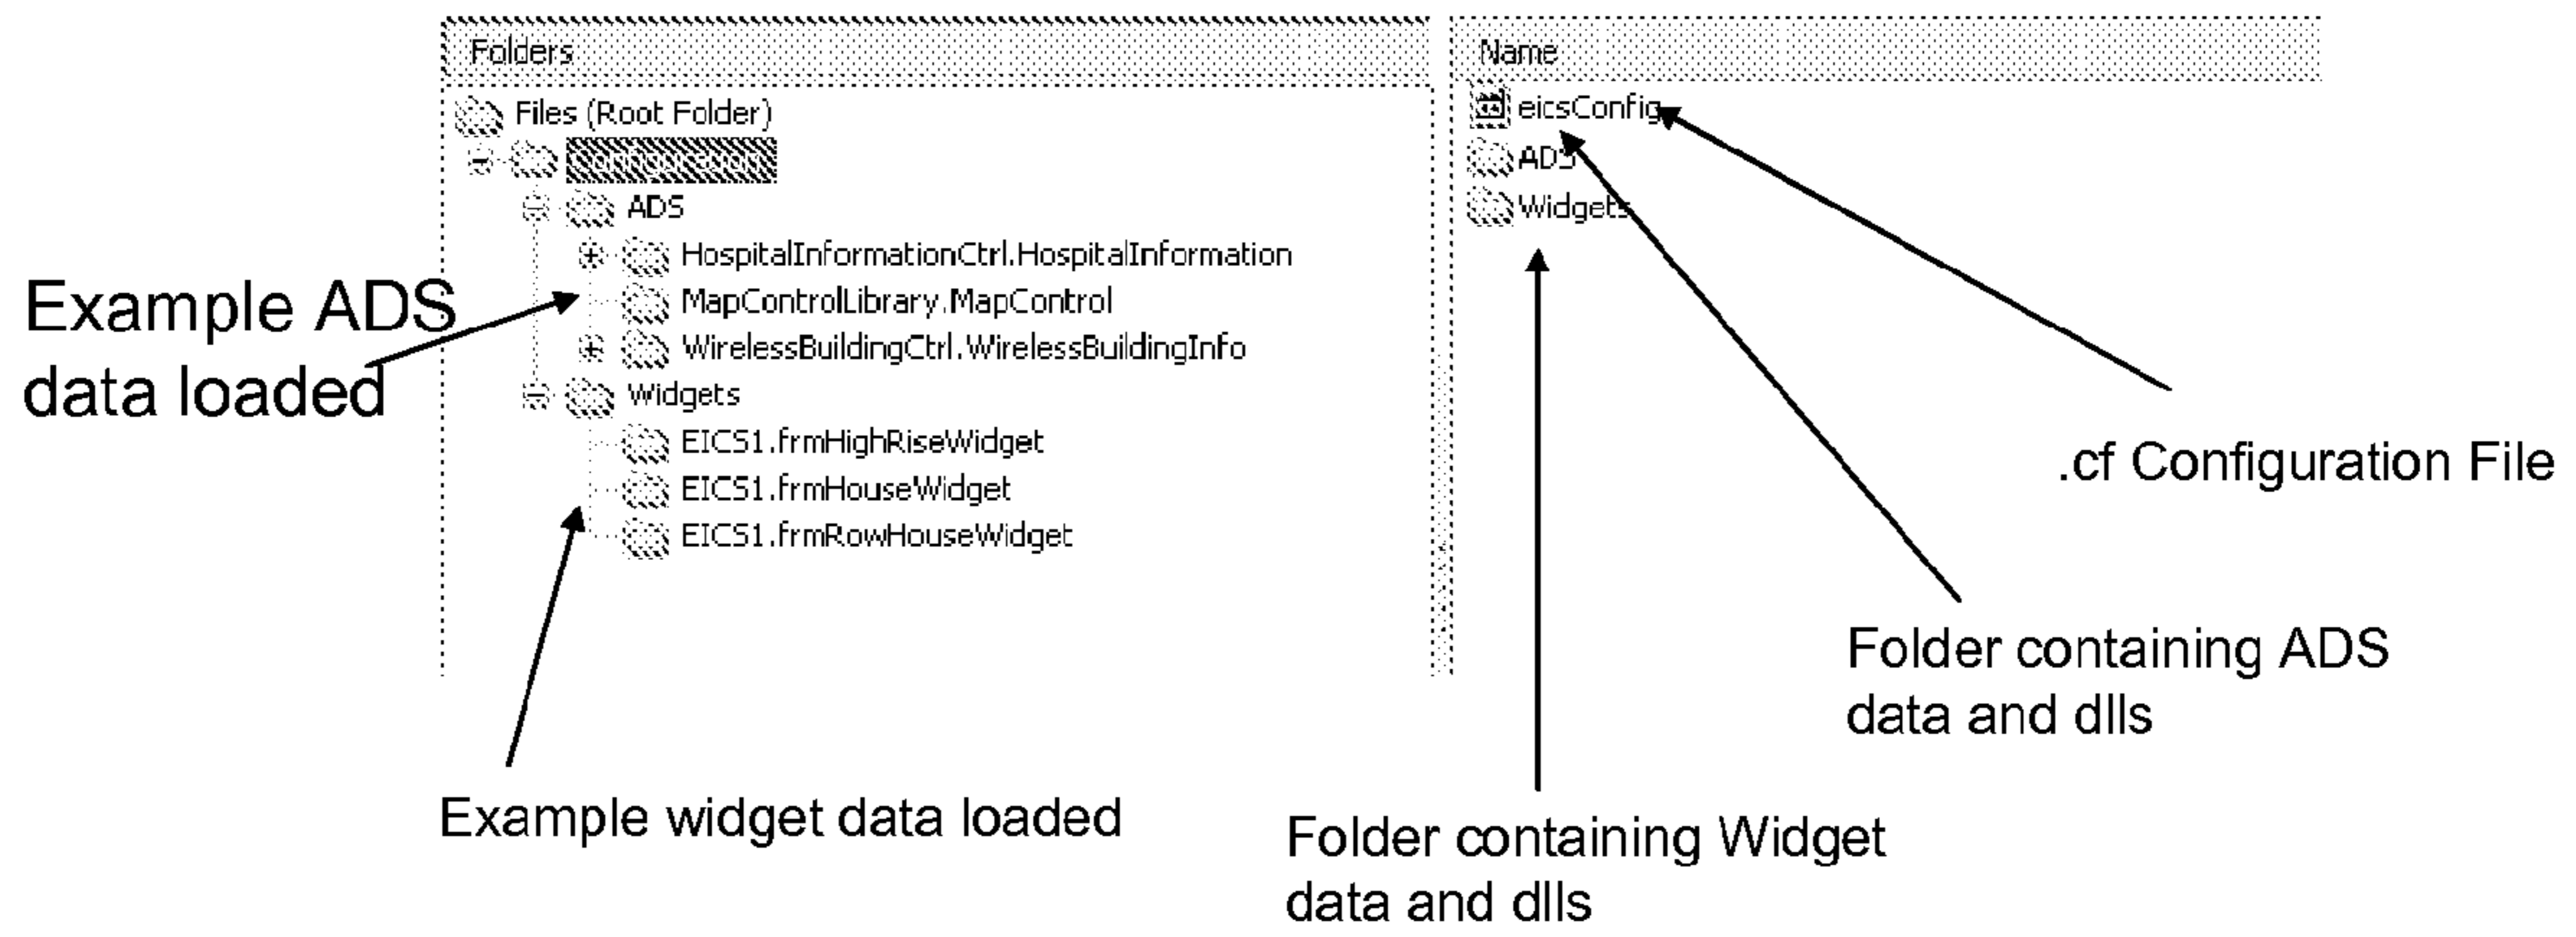 Folders
Files (Root Folder)
Configuration
ADS
HospitalInformationCtrl.HospitalInformation
MapControlLibrary.MapControl
WirelessBuildingCtrl.WirelessBuildingInfo
Widgets
EICS1.frmHighRiseWidget
EICS1.frmHouseWidget
EICS1.frmRowHouseWidget
Example ADS
data loaded
Example widget data loaded
Name
eicsConfig
ADS
Widgets
.cf Configuration File
Folder containing ADS
data and dlls
Folder containing Widget
data and dlls